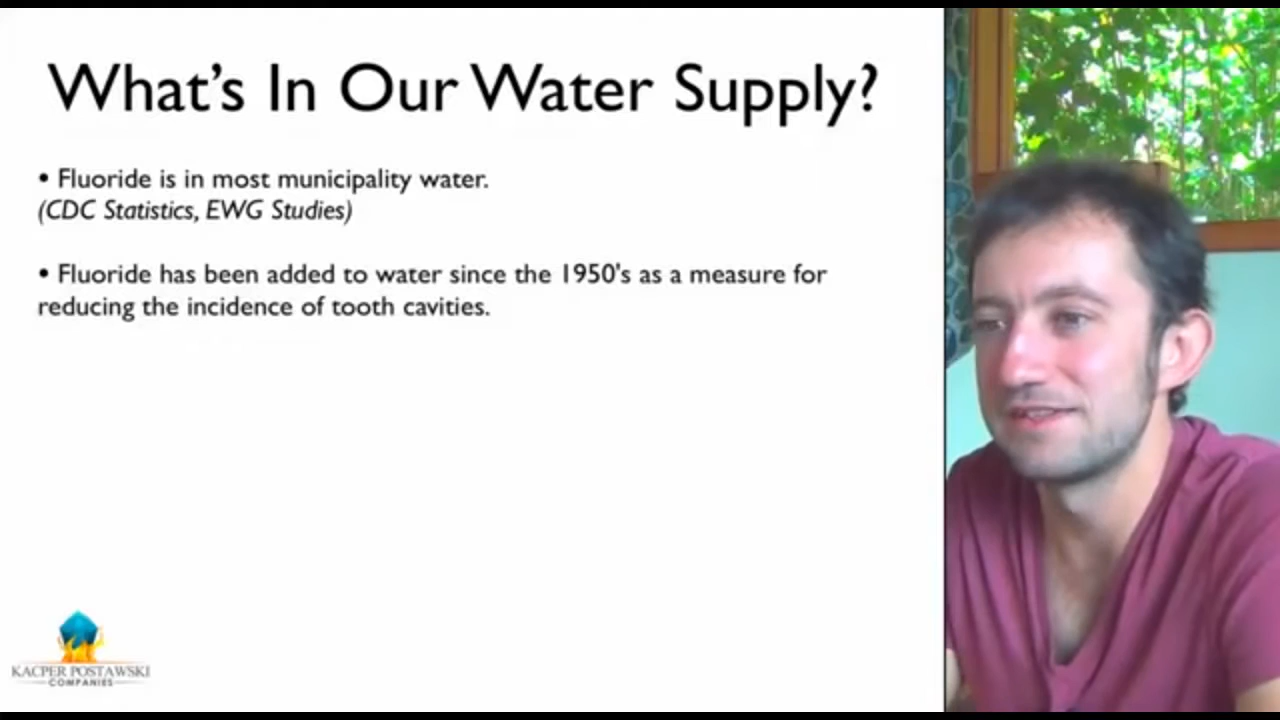 What's In Our Water Supply?
• Fluoride is in most municipality water.
(CDC Statistics, EWG Studies)
• Fluoride has been added to water since the 1950's as a measure for
reducing the incidence of tooth cavities.
KACPER POSTAWSKI
COMPANIES